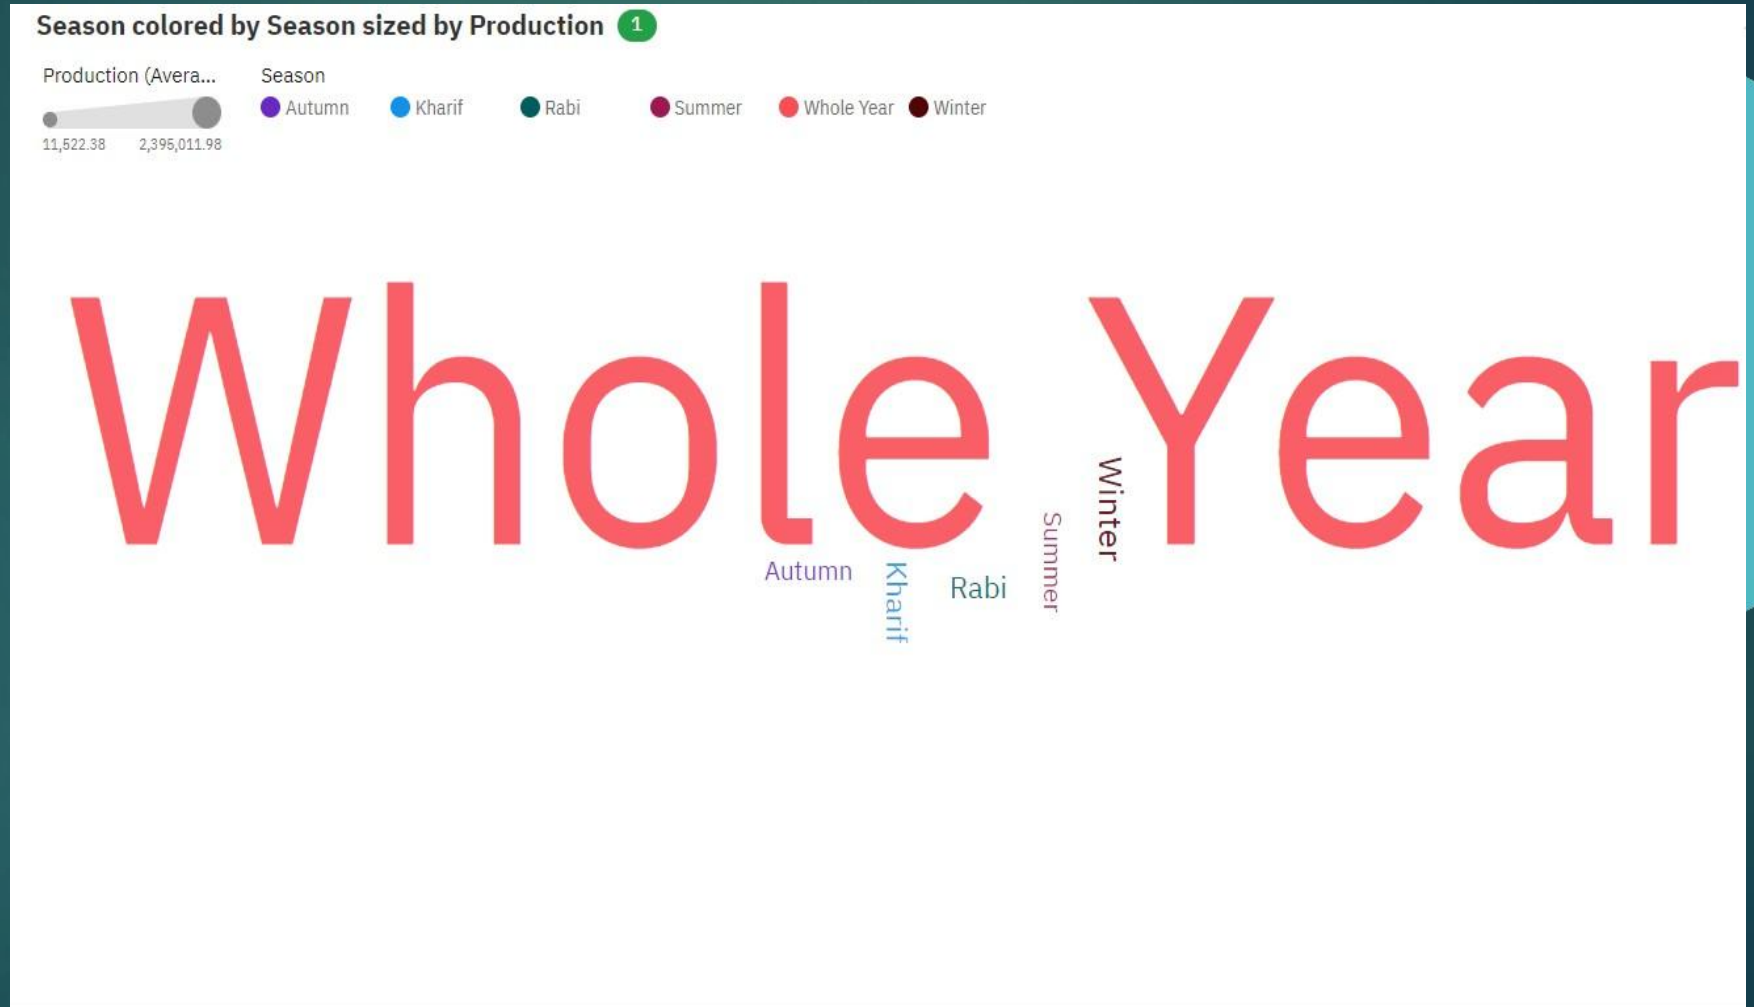 Season colored by Season sized by Production 1
Production (Avera... Season
Autumn Kharif Rabi Summer Whole Year Winter
11,522.38 2,395,011.98
Whole Year
Winter
Summer
Autumn
Kharif
Rabi